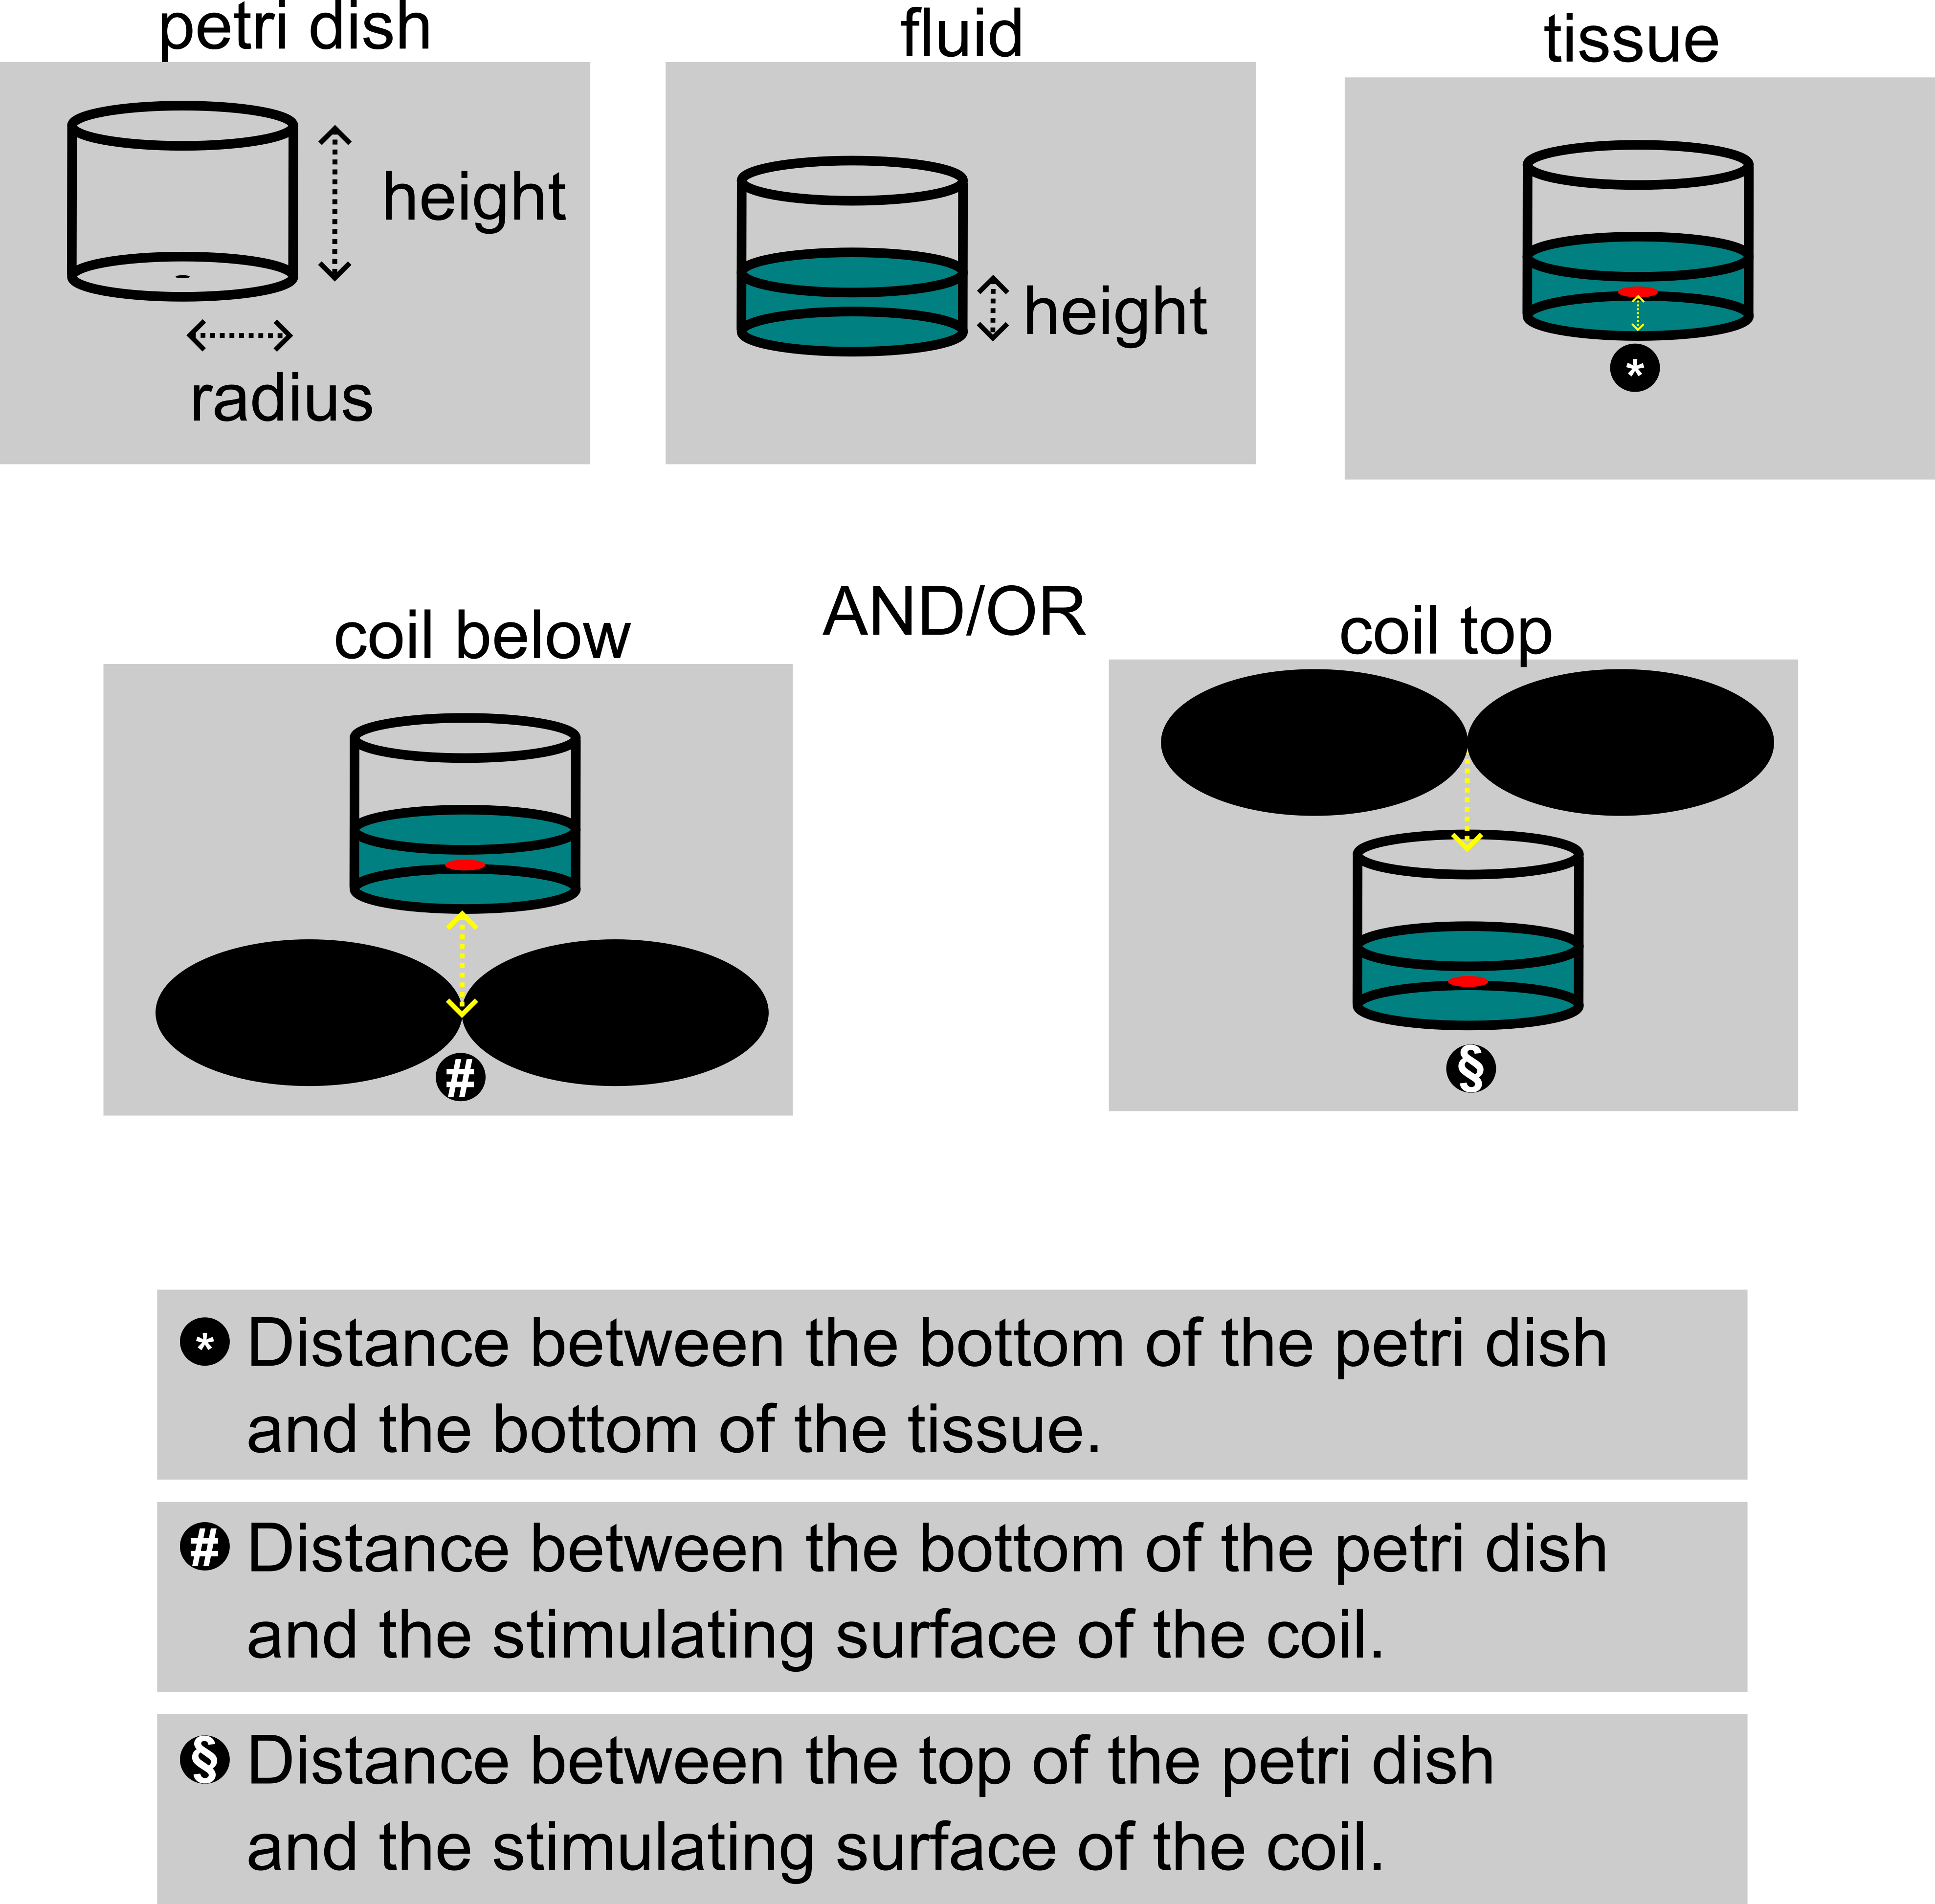 petri dish
fluid
tissue
height
radius
height
*
AND/OR
coil below
coil top
#
§
* Distance between the bottom of the petri dish
and the bottom of the tissue.
# Distance between the bottom of the petri dish
and the stimulating surface of the coil.
§ Distance between the top of the petri dish
and the stimulating surface of the coil.